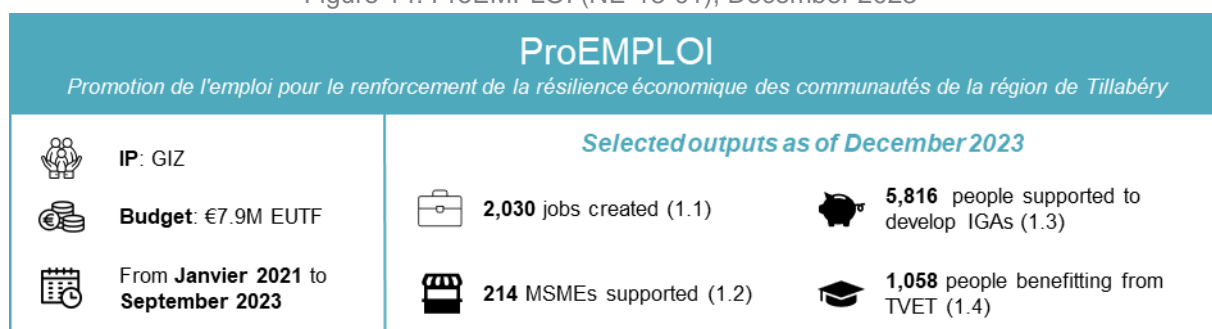 ProEMPLOI
Promotion de l'emploi pour le renforcement de la résilience économique des communautés de la région de Tillabéry
IP: GIZ
Budget: €7.9M EUTF
From Janvier 2021 to
September 2023
Selected outputs as of December 2023
2,030 jobs created (1.1)
5,816 people supported to
develop IGAs (1.3)
214 MSMEs supported (1.2)
1,058 people benefitting from
TVET (1.4)